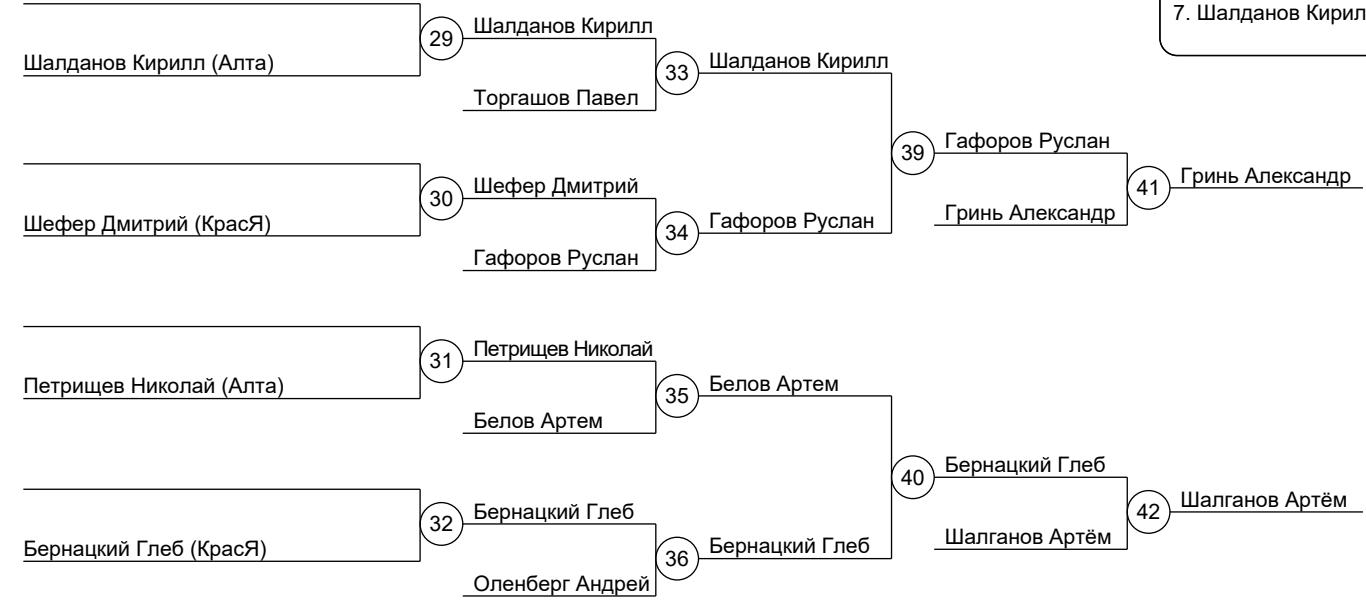 7. Шалданов Кирил
Шалданов Кирилл
29
Шалданов Кирилл (Алта)
Шалданов Кирилл
33
Торгашов Павел
Гафоров Руслан
39
Шефер Дмитрий
Гринь Александр
41
30
Гафоров Руслан
Гринь Александр
Шефер Дмитрий (КрасЯ)
34
Гафоров Руслан
Петрищев Николай
31
Петрищев Николай (Алта)
Белов Артем
35
Белов Артем
Бернацкий Глеб
40
Шалганов Артём
Бернацкий Глеб
42
32
Шалганов Артём
Бернацкий Глеб (КрасЯ)
Бернацкий Глеб
36
Оленберг Андрей